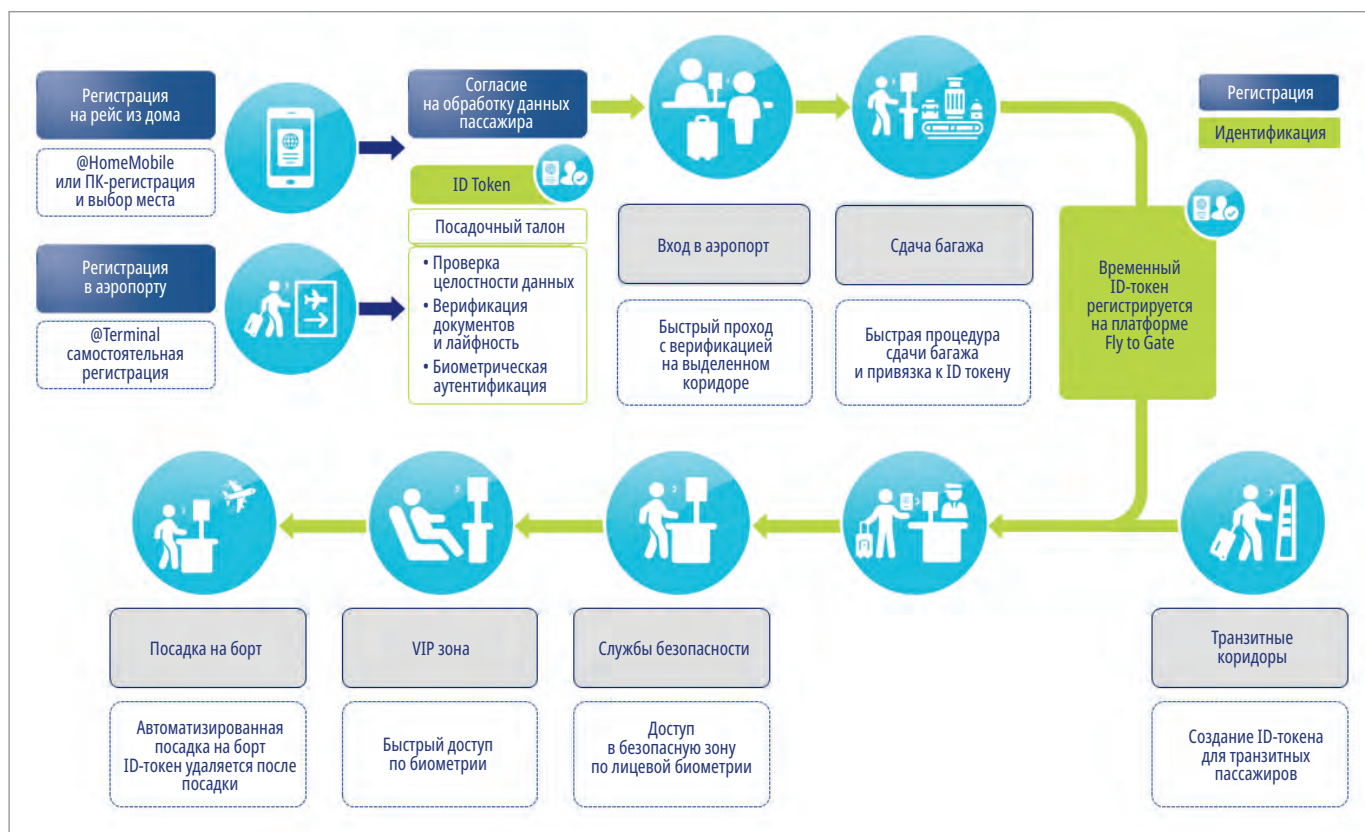 Регистрация
на рейс из дома
@HomeMobile
или ПК-регистрация
и выбор места
Регистрация
в аэропорту
@Terminal
самостоятельная
регистрация
Согласие
на обработку данных
пассажира
ID Token
Посадочный талон
• Проверка
целостности данных
• Верификация
документов
и лайфность
• Биометрическая
аутентификация
Вход в аэропорт
Быстрый проход
с верификацией
на выделенном
коридоре
Сдача багажа
Быстрая процедура
сдачи багажа
и привязка к ID токену
Регистрация
Идентификация
Временный
ID-токен
регистрируется
на платформе
Fly to Gate
Посадка на борт
Автоматизированная
посадка на борт
ID-токен удаляется после
посадки
VIP зона
Быстрый доступ
по биометрии
Службы безопасности
Доступ
в безопасную зону
по лицевой биометрии
Транзитные
коридоры
Создание ID-токена
для транзитных
пассажиров